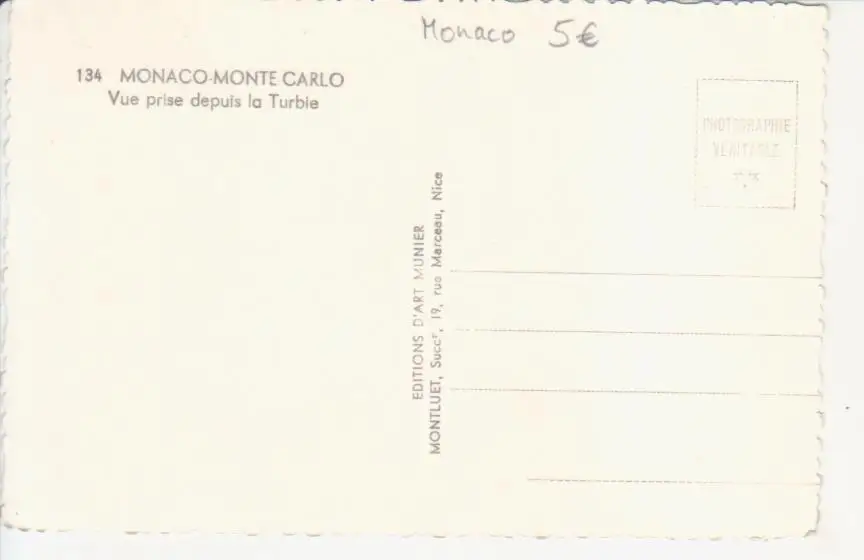 Monaco 5€
134 MONACO-MONTE CARLO
Vue prise depuis la Turbie
PHOTOGRAPHIE
VERITABLE
EDITIONS D'ART MUNIER
MONTLUET, Succʳ, 19, rue Marceau, Nice